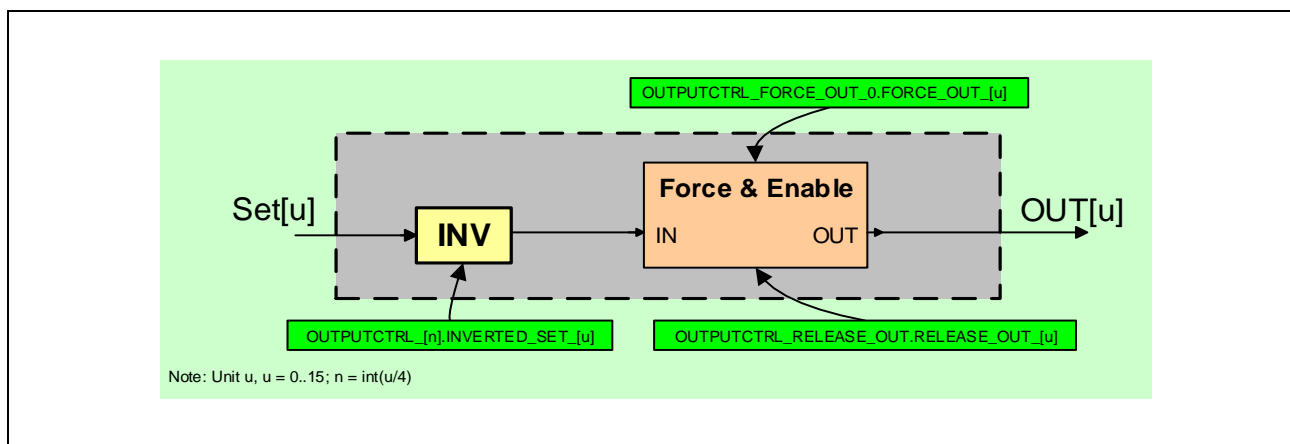 OUTPUTCTRL_FORCE_OUT_0.FORCE_OUT_[u]
Force & Enable
Set[u]
INV
IN
OUT
OUT[u]
OUTPUTCTRL_[n].INVERTED_SET_[u]
OUTPUTCTRL_RELEASE_OUT.RELEASE_OUT_[u]
Note: Unit u, u = 0..15; n = int(u/4)